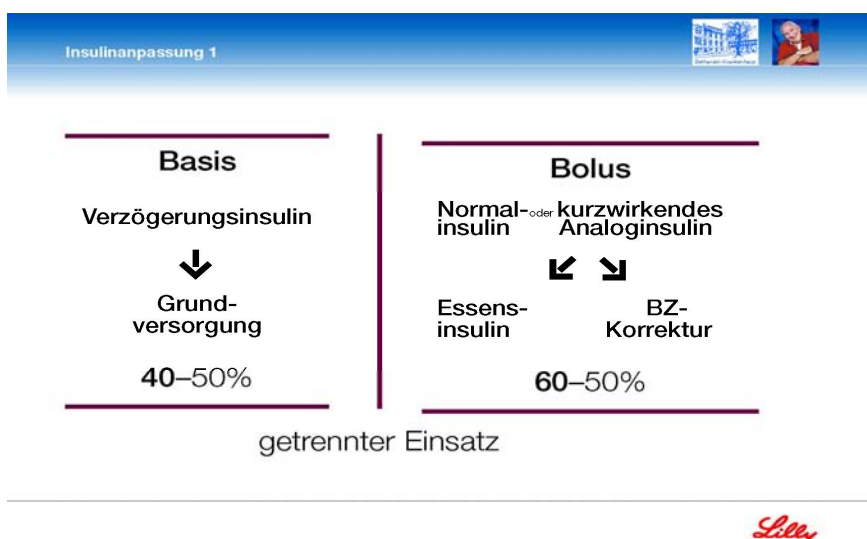 Insulinanpassung 1
Basis
Verzögerungsinsulin
Grund-
versorgung
40–50%
Bolus
Normal- oder kurzwirkendes
insulin Analoginsulin
Essens-
insulin
BZ-
Korrektur
60–50%
getrennter Einsatz
Lilly